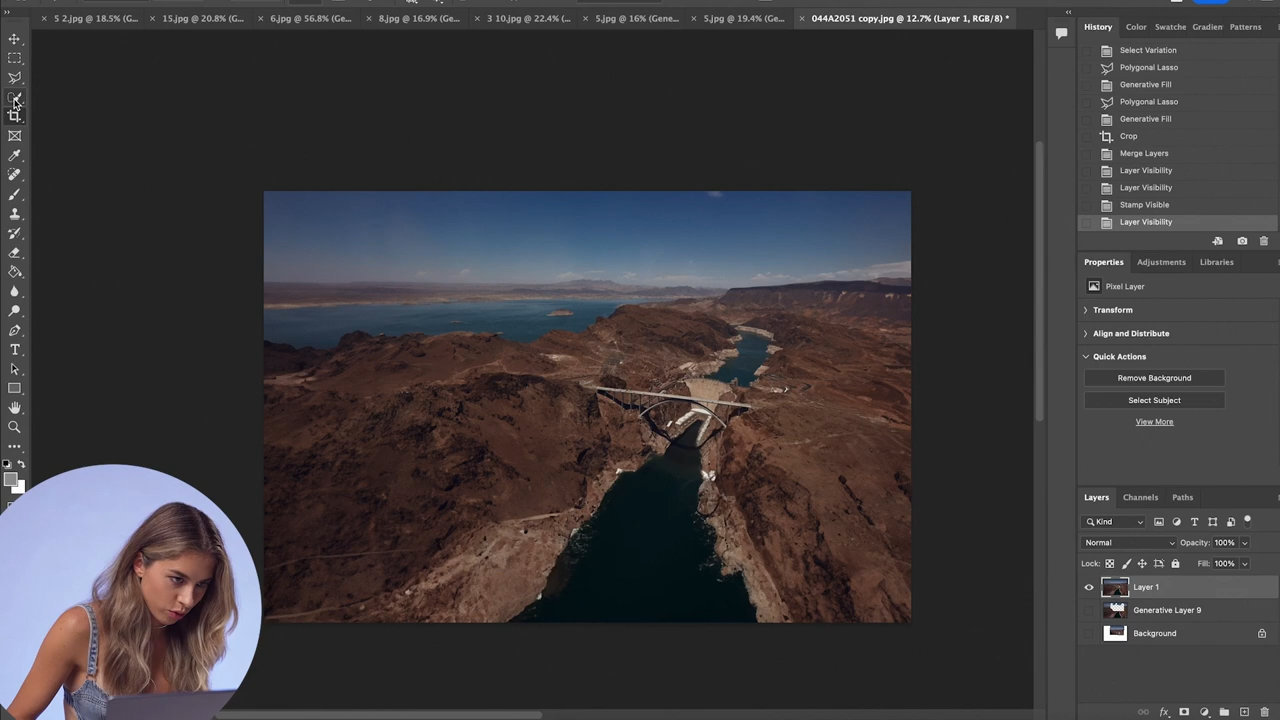 5 2.jpg @ 18.5% (G...
15.jpg @ 20.8% (G...
6.jpg @ 56.8% (Ge...
8.jpg @ 16.9% (Ge...
3 10.jpg @ 22.4% (...
5.jpg @ 16% (Gene...
5.jpg @ 19.4% (Ge...
044A2051 copy.jpg @ 12.7% (Layer 1, RGB/8) *
History
Color
Swatche
Gradien
Patterns
Select Variation
Polygonal Lasso
Generative Fill
Polygonal Lasso
Generative Fill
Crop
Merge Layers
Layer Visibility
Layer Visibility
Stamp Visible
Layer Visibility
Properties
Adjustments
Libraries
Pixel Layer
Transform
Align and Distribute
Quick Actions
Remove Background
Select Subject
View More
Layers
Channels
Paths
Kind
Normal
Opacity: 100%
Lock:
Fill: 100%
Layer 1
Generative Layer 9
Background